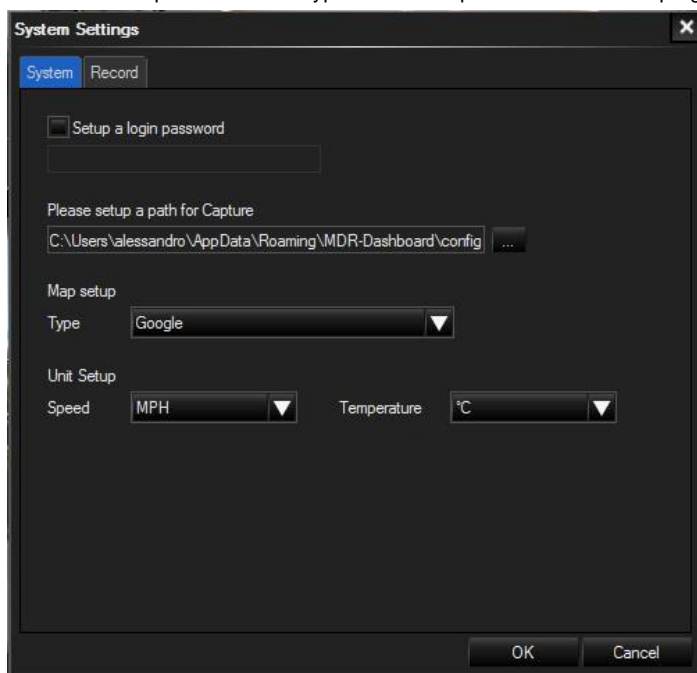 System Settings
System Record
Setup a login password
Please setup a path for Capture
C:\Users\alessandro\AppData\Roaming\MDR-Dashboard\config ...
Map setup
Type Google
Unit Setup
Speed MPH Temperature °C
OK Cancel